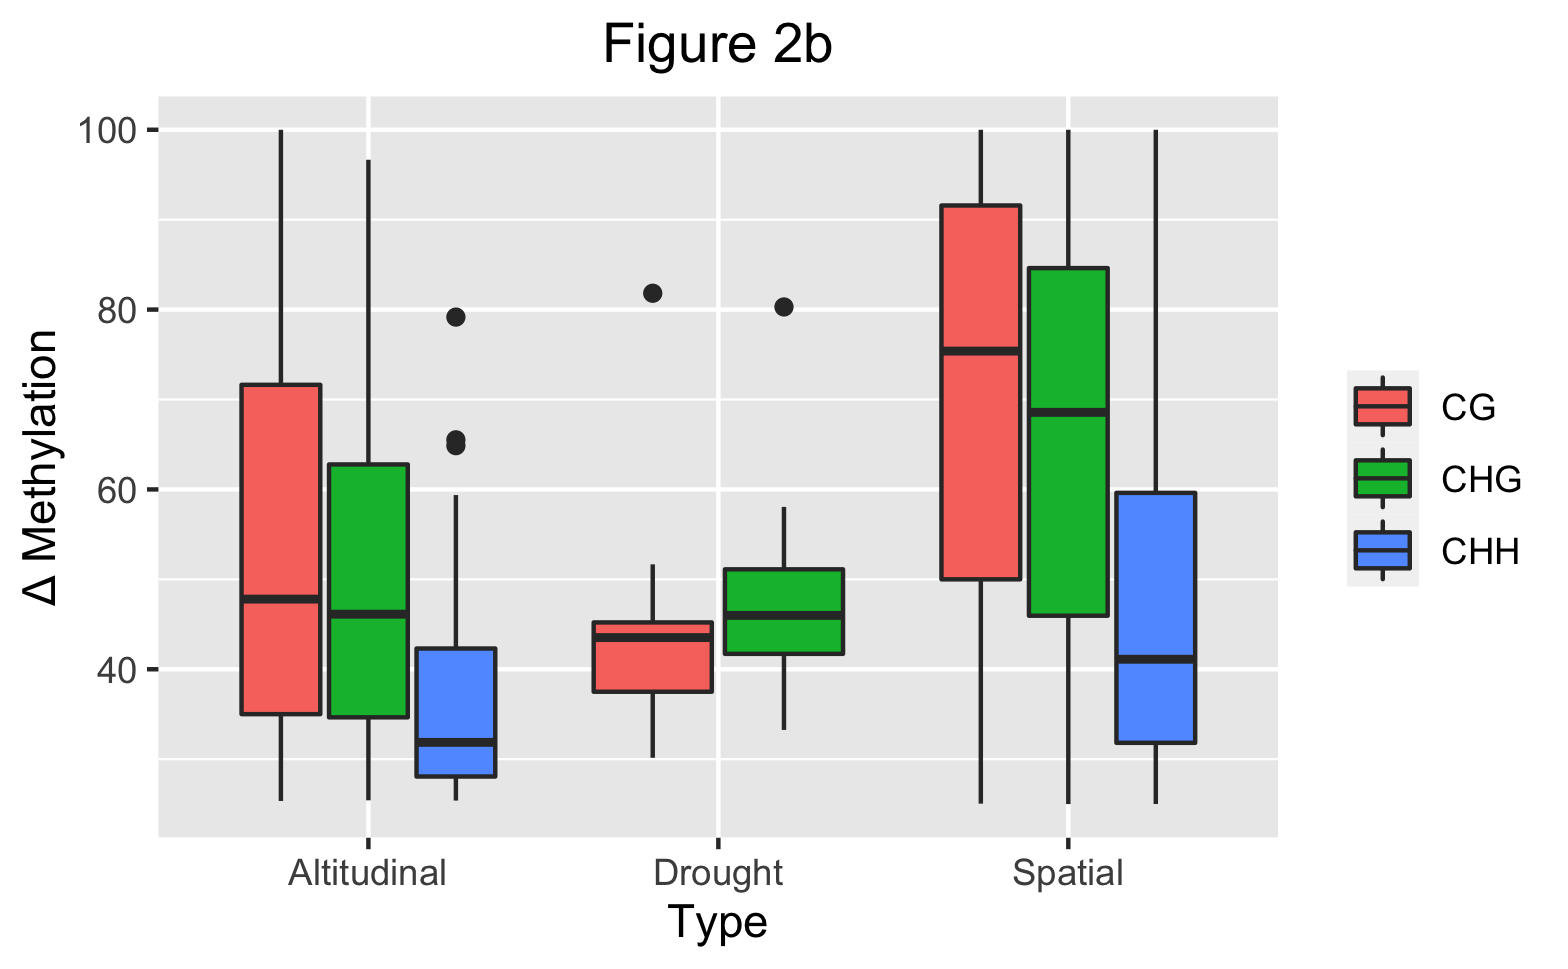 Figure 2b
Δ Methylation
100
80
60
40
Altitudinal Drought Spatial
Type
CG
CHG
CHH